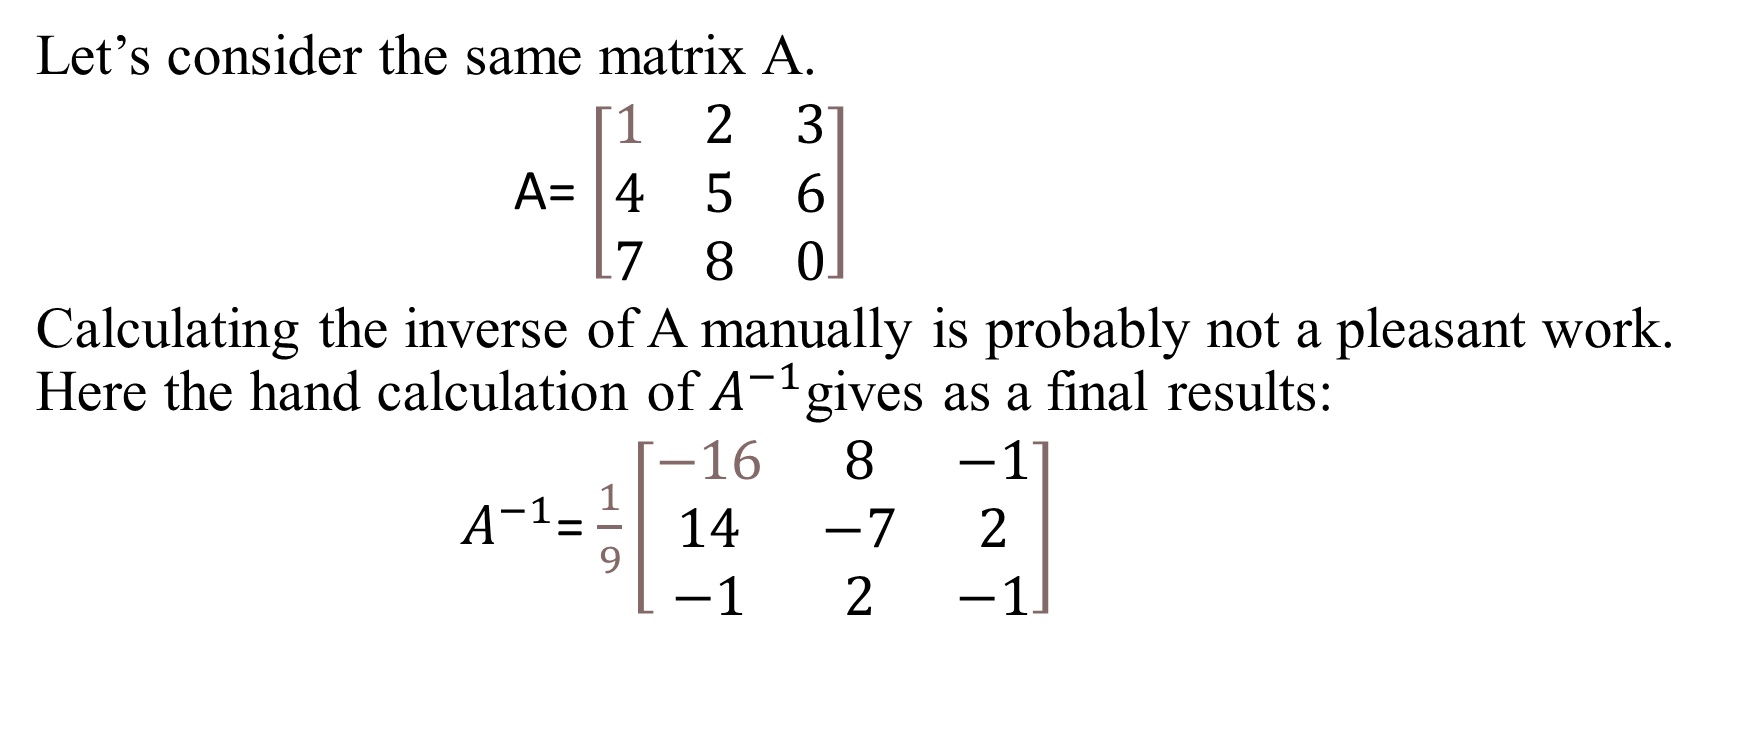 Let’s consider the same matrix A.
A= [1 2 3
4 5 6
7 8 0]
Calculating the inverse of A manually is probably not a pleasant work.
Here the hand calculation of A⁻¹gives as a final results:
A⁻¹= 1/9 [−16 8 −1
14 −7 2
−1 2 −1]